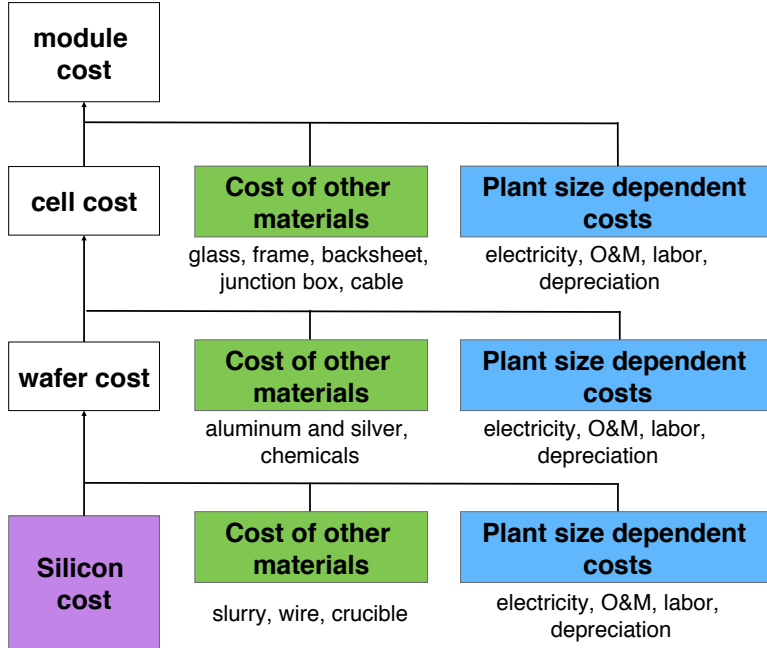 module
cost
cell cost
Cost of other
materials
Plant size dependent
costs
glass, frame, backsheet,
junction box, cable
electricity, O&M, labor,
depreciation
wafer cost
Cost of other
materials
Plant size dependent
costs
aluminum and silver,
chemicals
electricity, O&M, labor,
depreciation
Silicon
cost
Cost of other
materials
Plant size dependent
costs
slurry, wire, crucible
electricity, O&M, labor,
depreciation